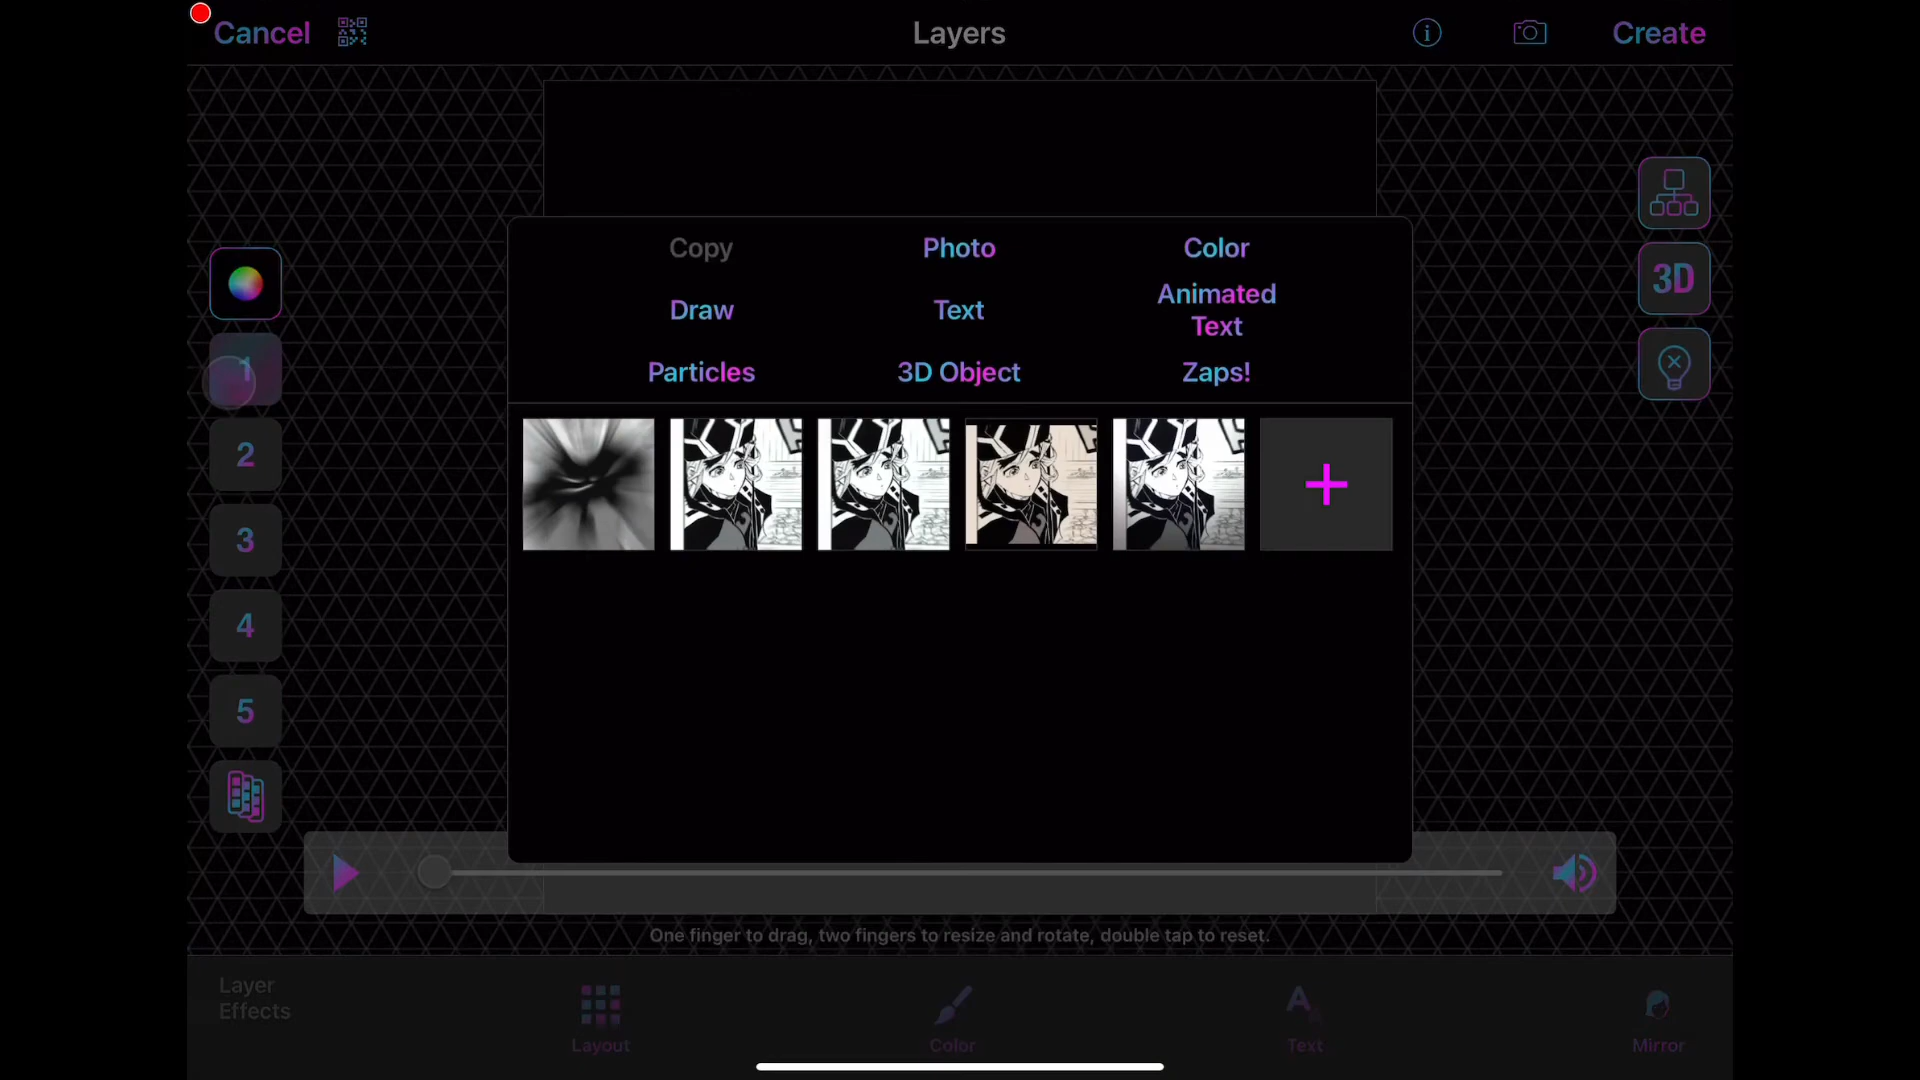 Cancel
Layers
Create
Copy
Photo
Color
Draw
Text
Animated
Text
Particles
3D Object
Zaps!
1
2
3
4
5
3D
One finger to drag, two fingers to resize and rotate, double tap to reset.
Layer
Effects
Layout
Color
Text
Mirror